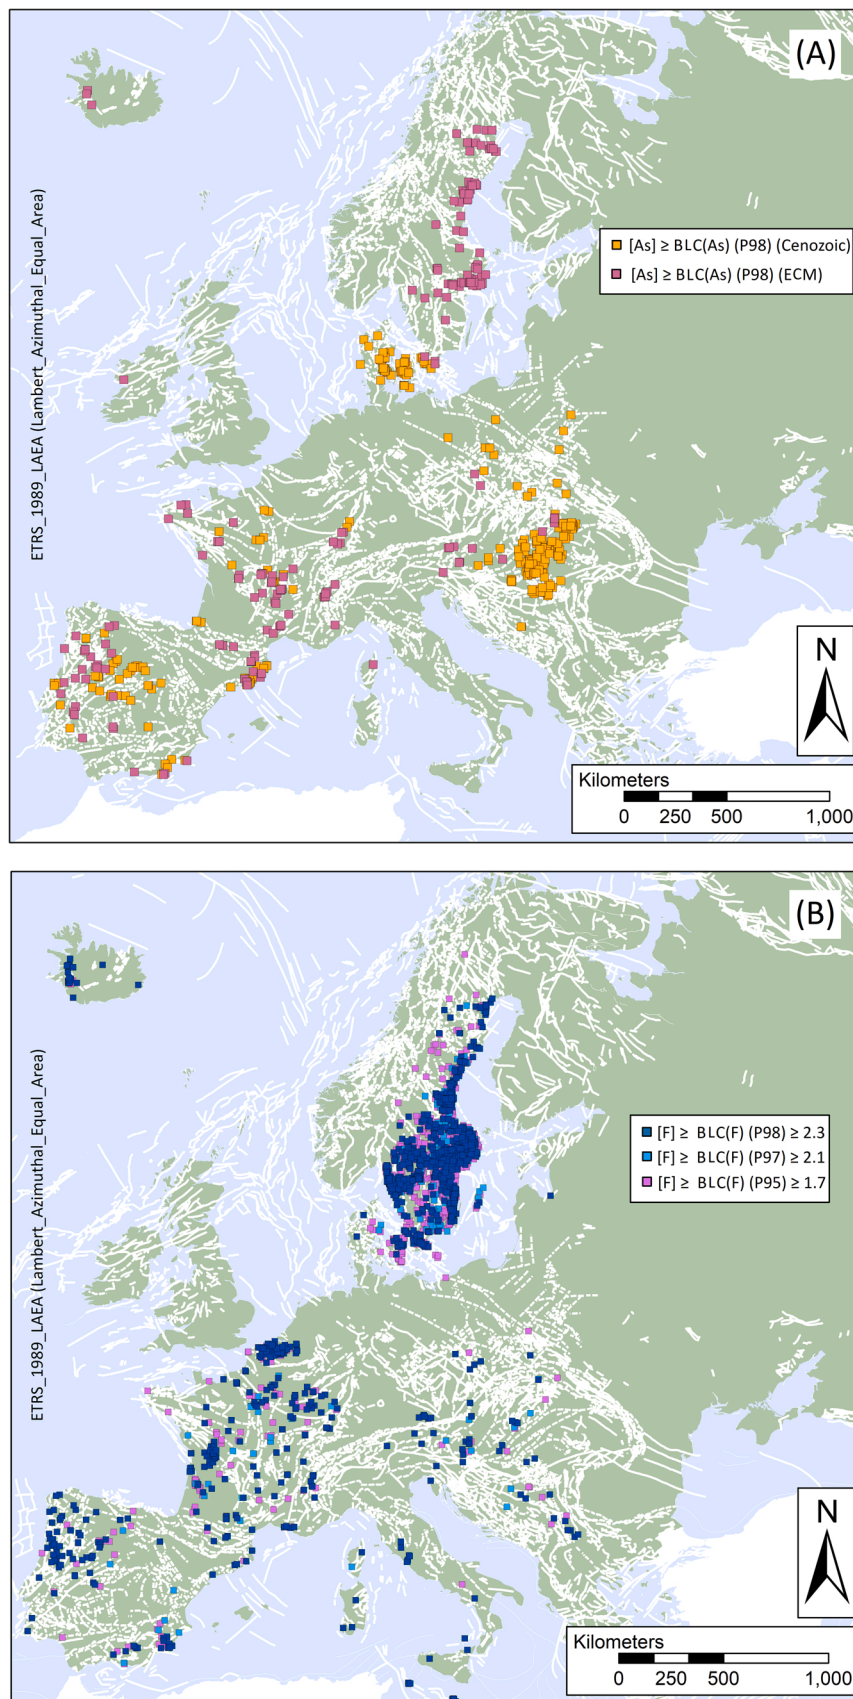 (A)
ETRS_1989_LAEA (Lambert_Azimuthal_Equal_Area)
[As] ≥ BLC(As) (P98) (Cenozoic)
[As] ≥ BLC(As) (P98) (ECM)
N
Kilometers
0 250 500 1,000
(B)
ETRS_1989_LAEA (Lambert_Azimuthal_Equal_Area)
[F] ≥ BLC(F) (P98) ≥ 2.3
[F] ≥ BLC(F) (P97) ≥ 2.1
[F] ≥ BLC(F) (P95) ≥ 1.7
N
Kilometers
0 250 500 1,000